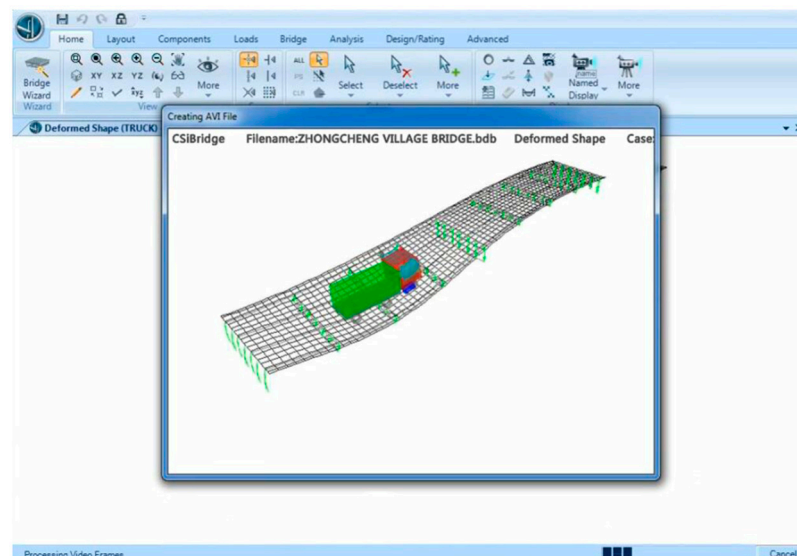 Home Layout Components Loads Bridge Analysis Design/Rating Advanced
XY XZ YZ
ALL
CLR
Bridge Wizard
More
Select
Deselect
More
Named Display
More
Wizard
View
Deformed Shape (TRUCK)
Creating AVI File
CSiBridge Filename:ZHONGCHENG VILLAGE BRIDGE.bdb Deformed Shape Case:
Processing Video Frames
Cancel